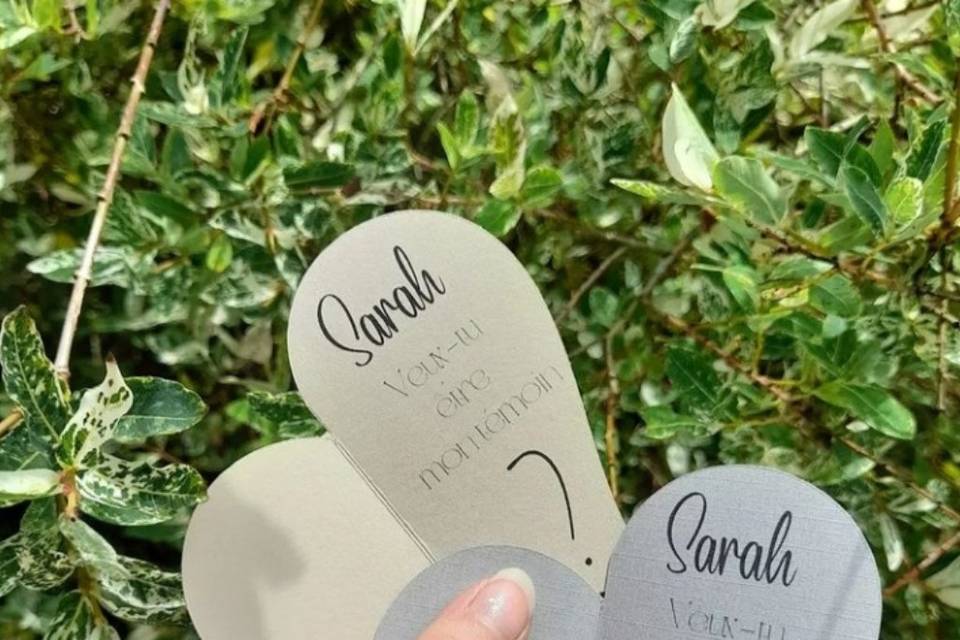 Sarah
Veux-tu
être
mon témoin
?
Sarah
Veux-tu